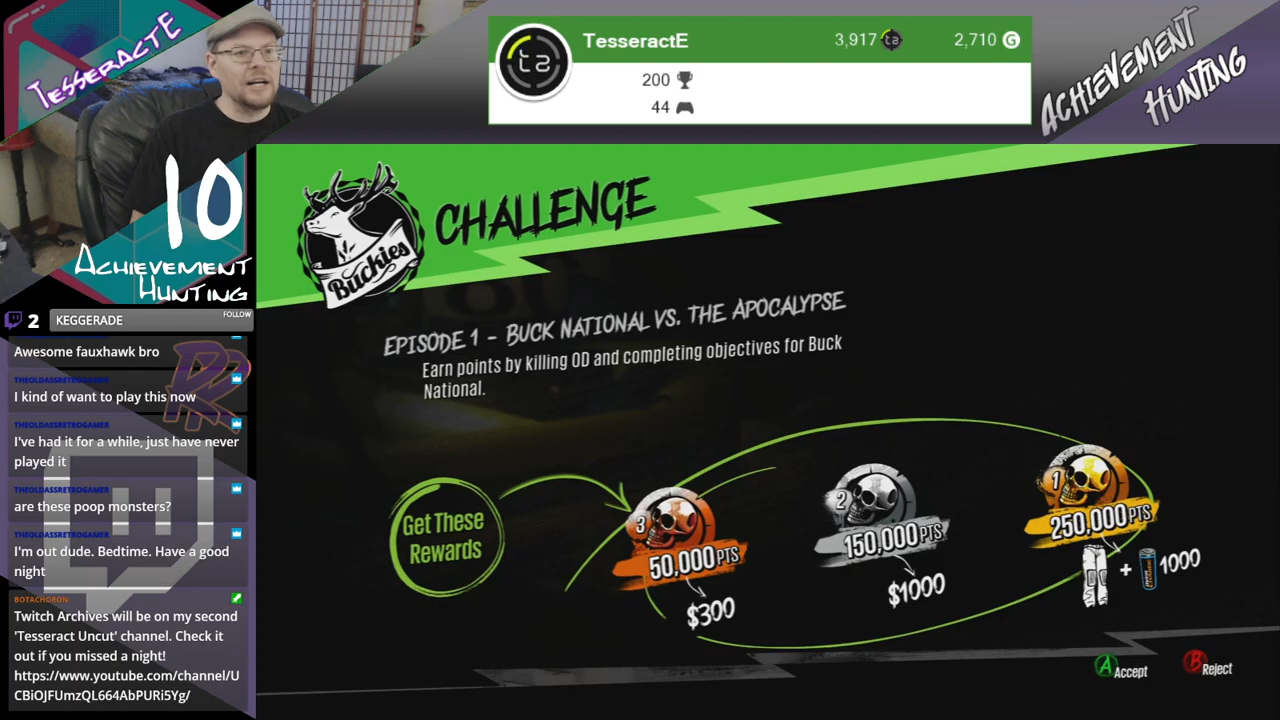 TESSERACTE
10
ACHIEVEMENT
HUNTING
ta
TesseractE
3,917 ta
2,710 G
200
44
ACHIEVEMENT
HUNTING
2 KEGGERADE FOLLOW
Awesome fauxhawk bro
THEOLDASSRETROGAMER
I kind of want to play this now
THEOLDASSRETROGAMER
I've had it for a while, just have never
played it
THEOLDASSRETROGAMER
are these poop monsters?
THEOLDASSRETROGAMER
I'm out dude. Bedtime. Have a good
night
BOTACHORON
Twitch Archives will be on my second
'Tesseract Uncut' channel. Check it
out if you missed a night!
https://www.youtube.com/channel/U
CBiOJFUmzQL664AbPURi5Yg/
Buckies
CHALLENGE
EPISODE 1 - BUCK NATIONAL VS. THE APOCALYPSE
Earn points by killing OD and completing objectives for Buck
National.
Get These
Rewards
3
50,000PTS
$300
2
150,000PTS
$1000
1
250,000PTS
+ 1000
A Accept
B Reject